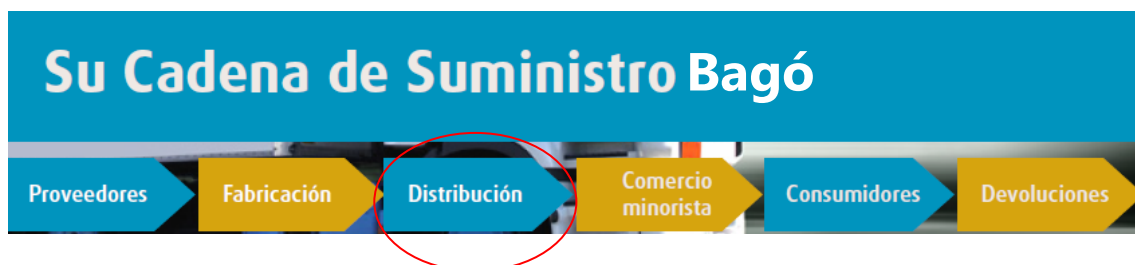 Su Cadena de Suministro Bagó
Proveedores
Fabricación
Distribución
Comercio
minorista
Consumidores
Devoluciones